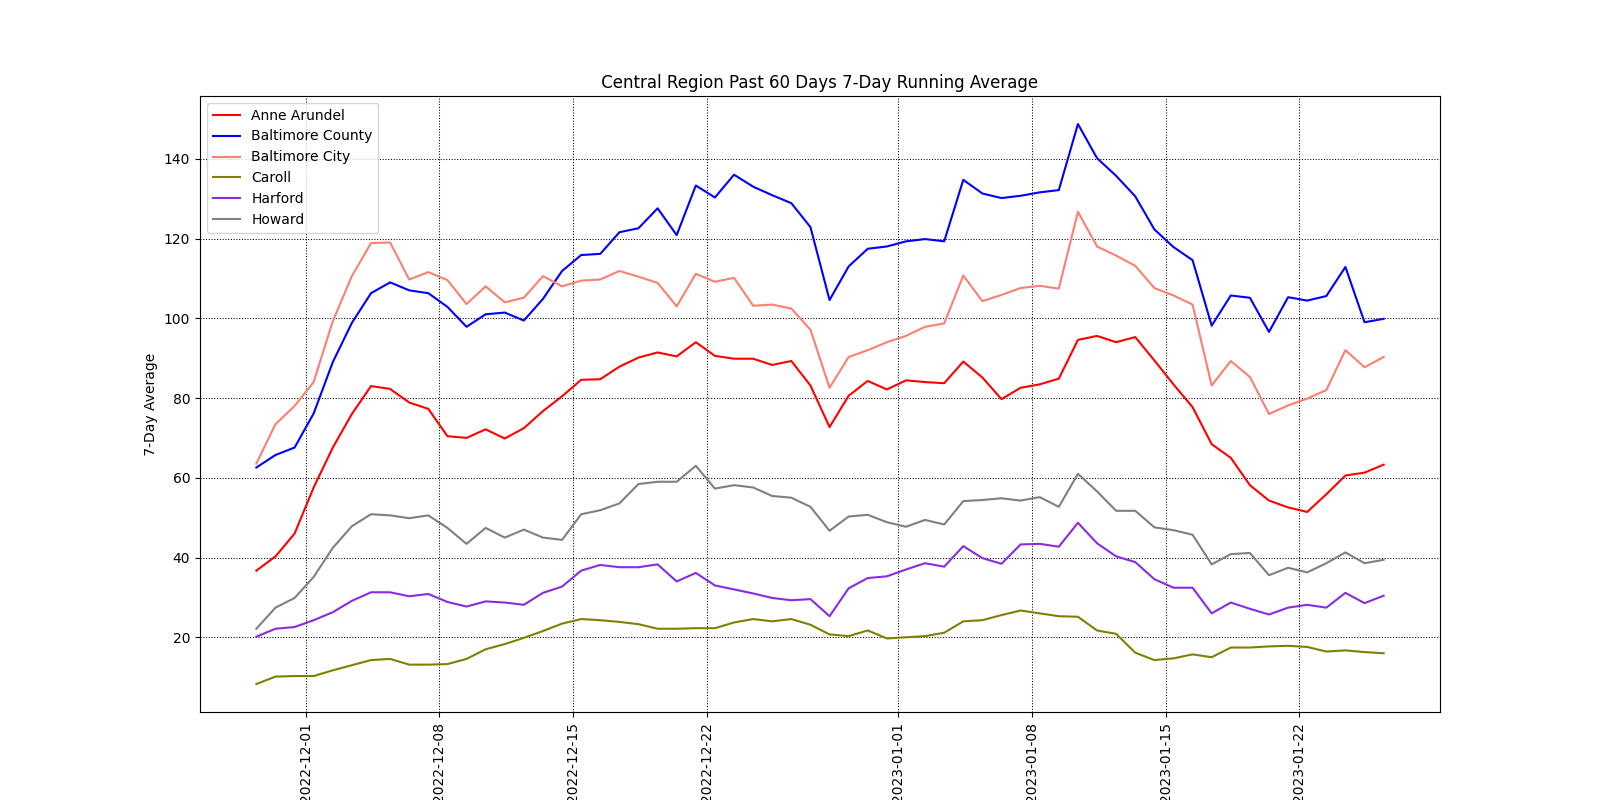 Central Region Past 60 Days 7-Day Running Average
Anne Arundel
Baltimore County
Baltimore City
Caroll
Harford
Howard
7-Day Average
140
120
100
80
60
40
20
2022-12-01
2022-12-08
2022-12-15
2022-12-22
2023-01-01
2023-01-08
2023-01-15
2023-01-22